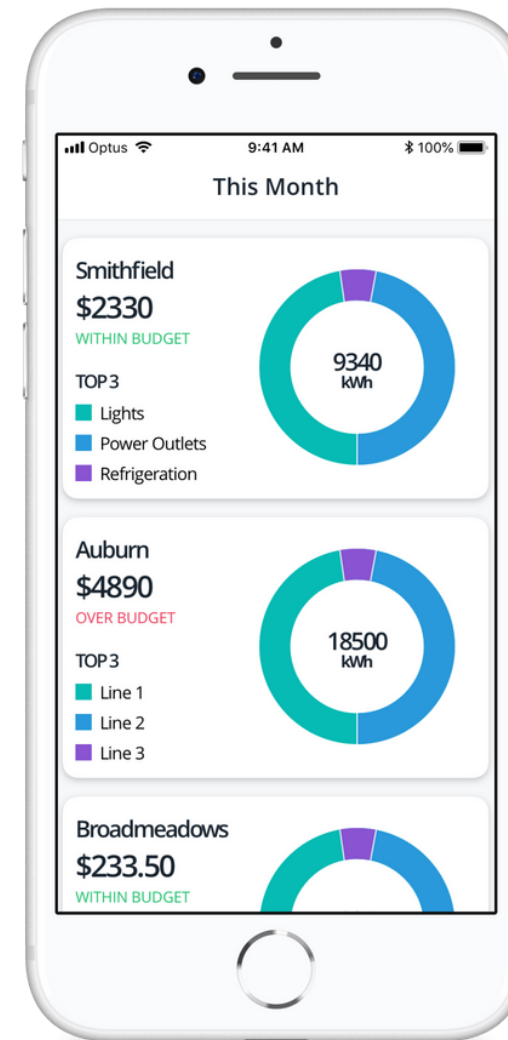 Optus 9:41 AM 100%
This Month
Smithfield
$2330
WITHIN BUDGET
TOP 3
Lights
Power Outlets
Refrigeration
9340
kWh
Auburn
$4890
OVER BUDGET
TOP 3
Line 1
Line 2
Line 3
18500
kWh
Broadmeadows
$233.50
WITHIN BUDGET